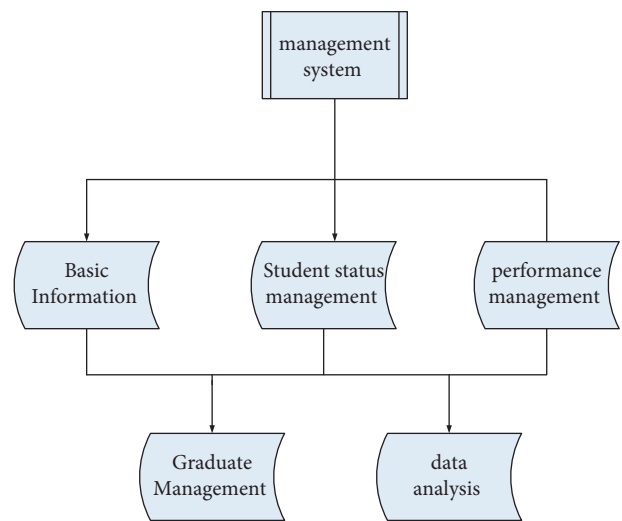 management
system
Basic
Information
Student status
management
performance
management
Graduate
Management
data
analysis